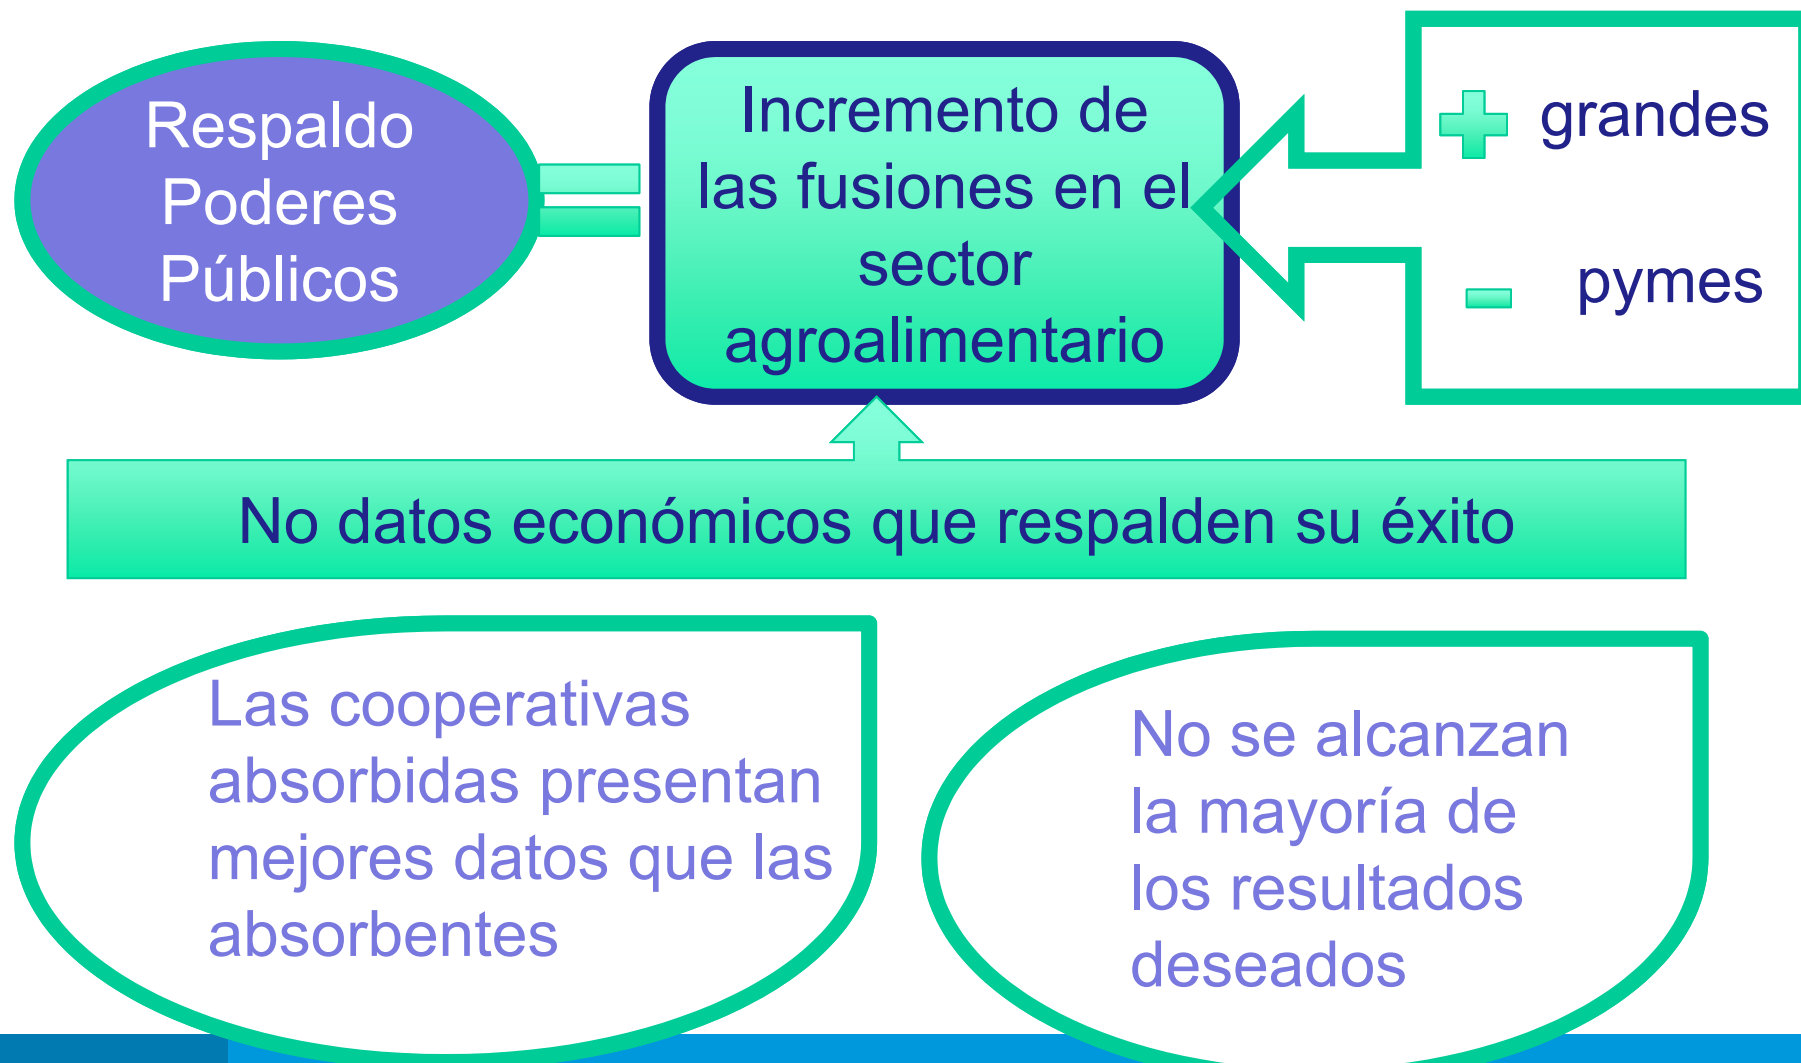 Respaldo
Poderes
Públicos
Incremento de
las fusiones en el
sector
agroalimentario
grandes
pymes
No datos económicos que respalden su éxito
Las cooperativas
absorbidas presentan
mejores datos que las
absorbentes
No se alcanzan
la mayoría de
los resultados
deseados